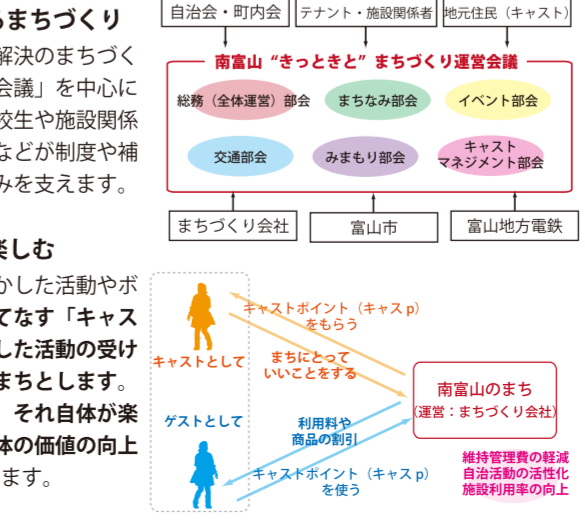 るまちづくり
解決のまちづく
会議」を中心に
校生や施設関係
などが制度や補
みを支えます。
楽しむ
かした活動やボ
てなす「キャス
した活動の受け
まちとします。
それ自体が楽
体の価値の向上
ます。
自治会・町内会
テナント・施設関係者
地元住民（キャスト）
南富山 “きっときと” まちづくり運営会議
総務（全体運営）部会
まちなみ部会
イベント部会
交通部会
みまもり部会
キャスト
マネジメント部会
まちづくり会社
富山市
富山地方電鉄
キャストポイント（キャス p）
をもらう
キャストとして
まちにとって
いいことをする
南富山のまち
（運営：まちづくり会社）
ゲストとして
利用料や
商品の割引
キャストポイント（キャス p）
を使う
維持管理費の軽減
自治活動の活性化
施設利用率の向上